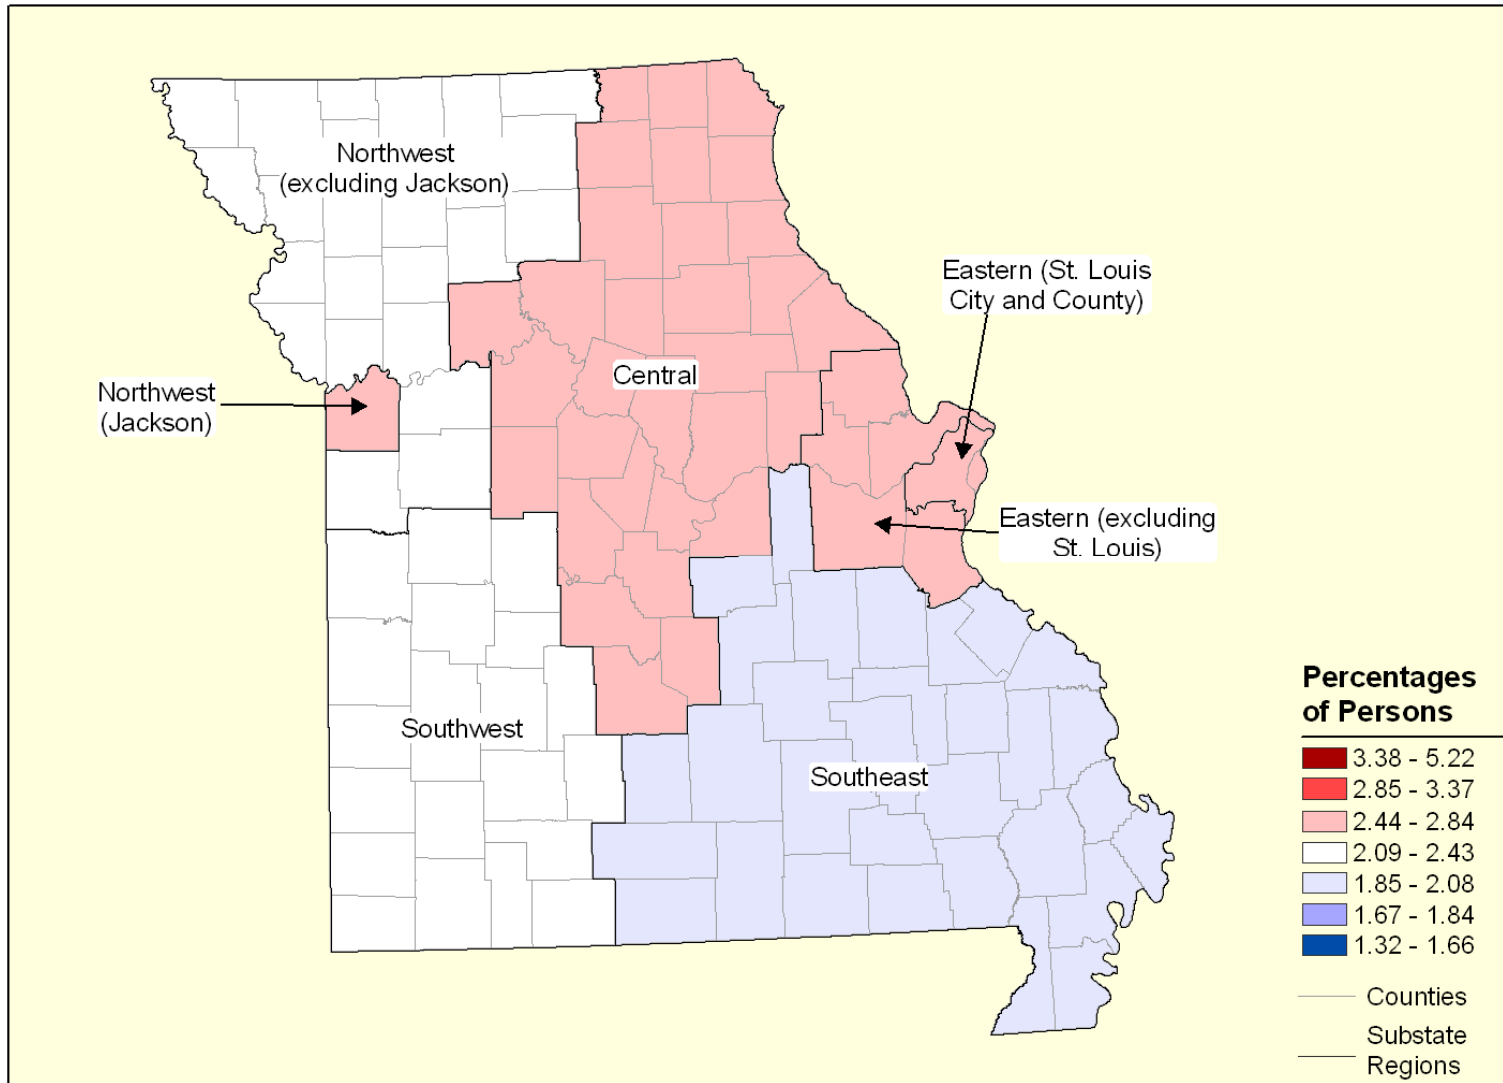 Northwest
(excluding Jackson)
Eastern (St. Louis
City and County)
Central
Northwest
(Jackson)
Eastern (excluding
St. Louis)
Southwest
Southeast
Percentages
of Persons
3.38 - 5.22
2.85 - 3.37
2.44 - 2.84
2.09 - 2.43
1.85 - 2.08
1.67 - 1.84
1.32 - 1.66
Counties
Substate
Regions